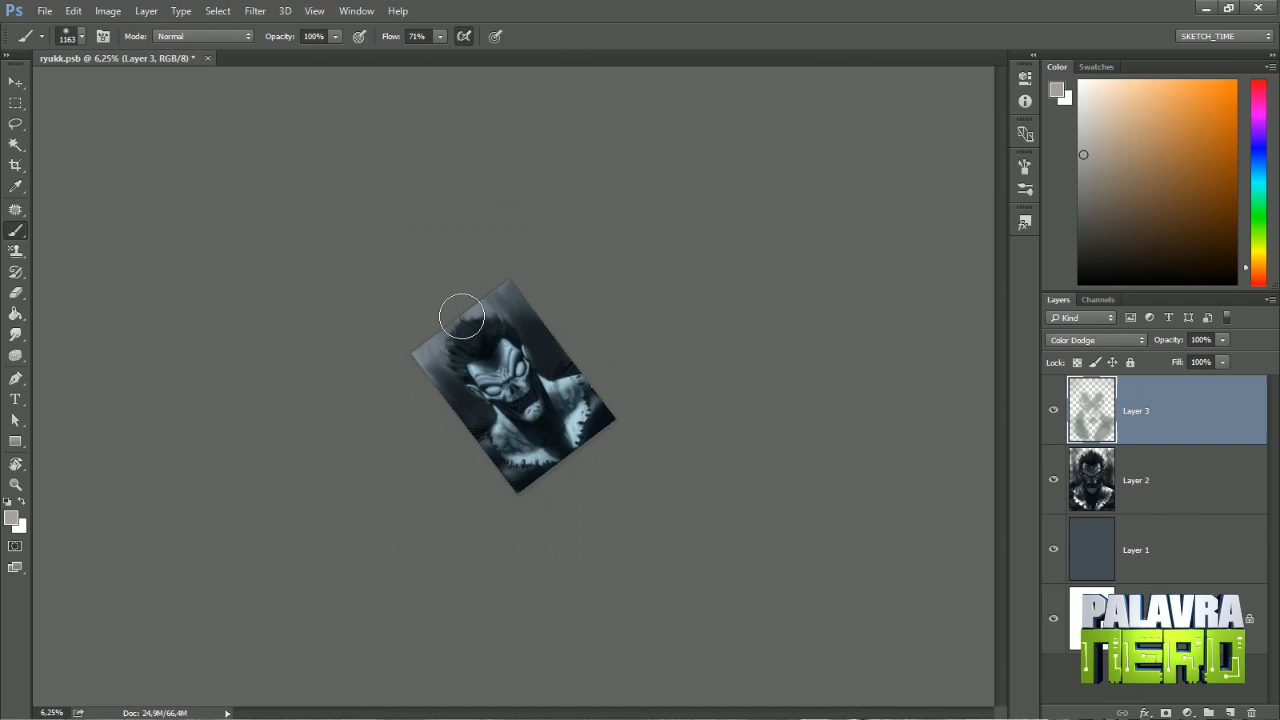 Ps File Edit Image Layer Type Select Filter 3D View Window Help
1163 Mode: Normal Opacity: 100% Flow: 71% SKETCH_TIME
ryukk.psb @ 6,25% (Layer 3, RGB/8) * ×
Color Swatches
Layers Channels
Kind
Color Dodge Opacity: 100%
Lock: Fill: 100%
Layer 3
Layer 2
Layer 1
PALAVRA
NERD
6,25% Doc: 24,9M/66,4M